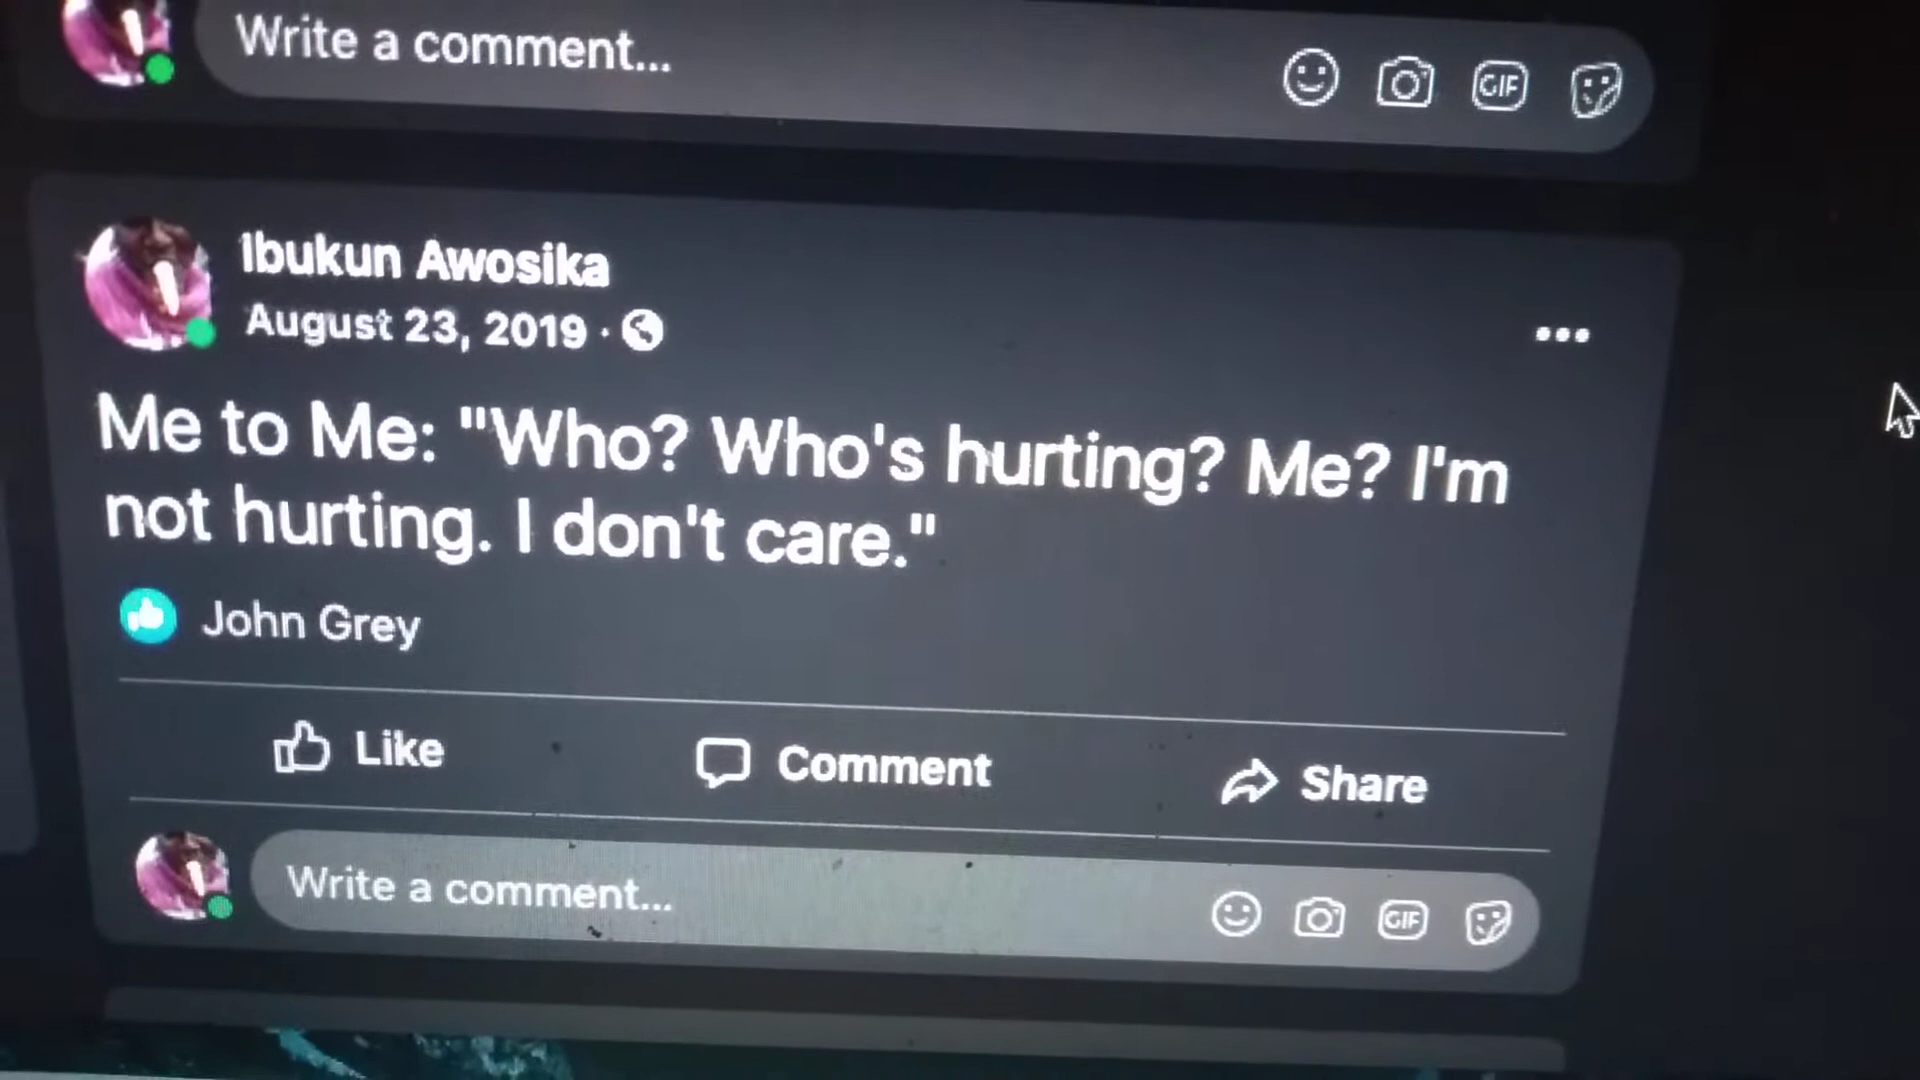 Write a comment...
GIF
Ibukun Awosika
August 23, 2019 ·
Me to Me: "Who? Who's hurting? Me? I'm
not hurting. I don't care."
John Grey
Like
Comment
Share
Write a comment...
GIF